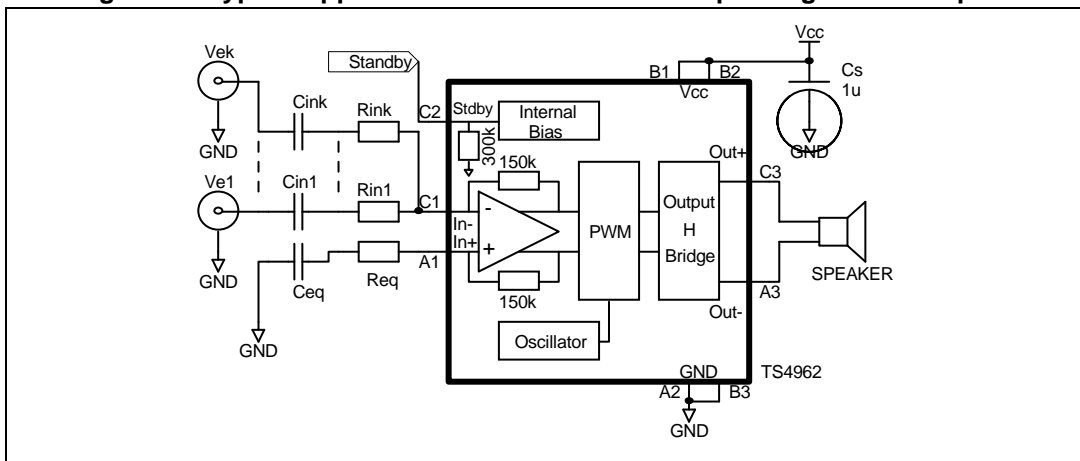 Vek
GND
Cink
Rink
Ve1
GND
Cin1
Rin1
Ceq
Req
GND
Standby
C2
Stdby
300k
Internal
Bias
150k
C1
In-
In+
A1
-
+
150k
PWM
Oscillator
Output
H
Bridge
B1
Vcc
B2
Vcc
Cs
1u
GND
Out+
C3
SPEAKER
A3
Out-
GND
TS4962
A2
B3
GND